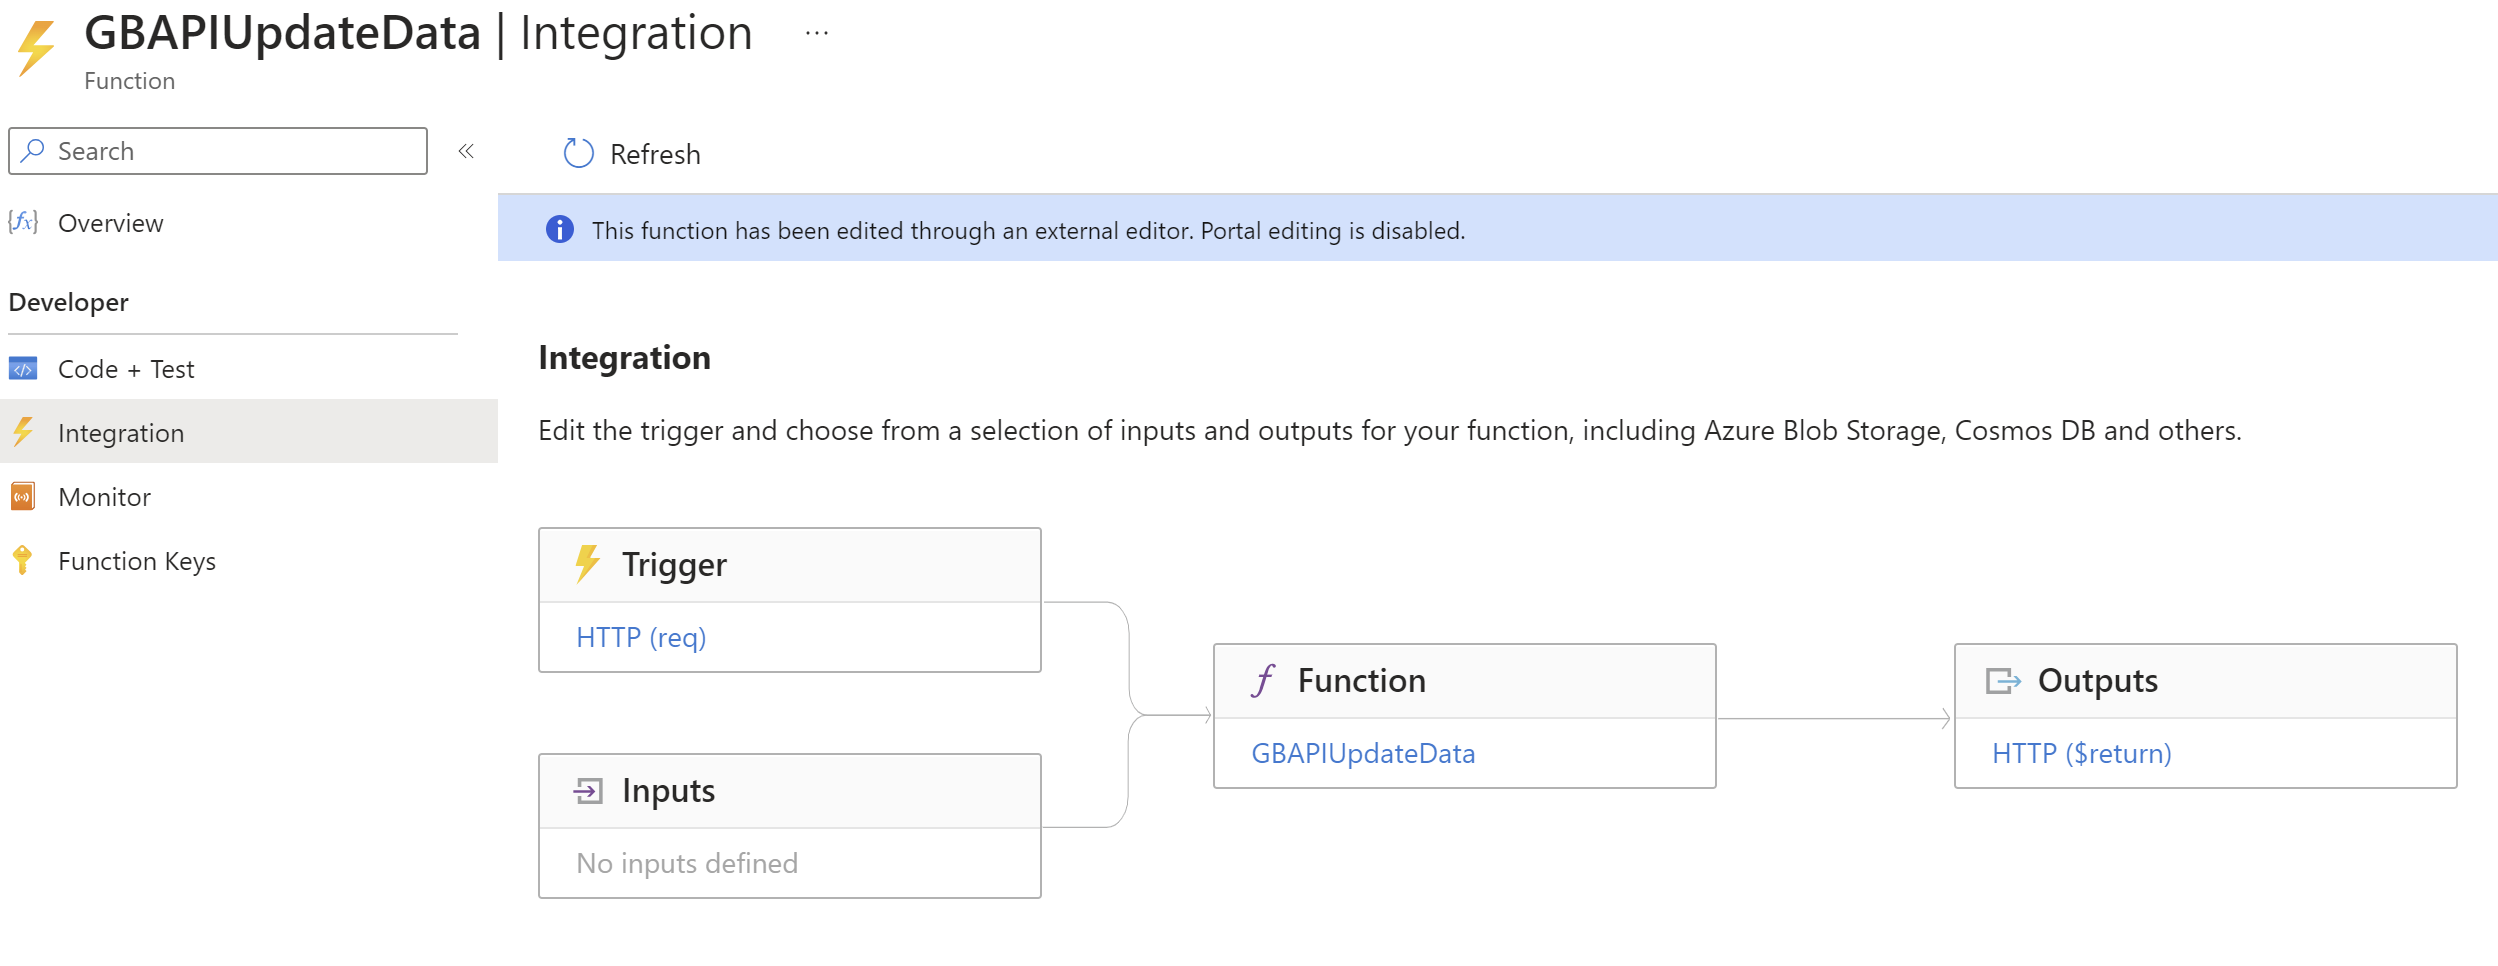 GBAPIUpdateData | Integration ...
Function
Search
«
Refresh
{fx} Overview
This function has been edited through an external editor. Portal editing is disabled.
Developer
Code + Test
Integration
Monitor
Function Keys
Integration
Edit the trigger and choose from a selection of inputs and outputs for your function, including Azure Blob Storage, Cosmos DB and others.
Trigger
HTTP (req)
Inputs
No inputs defined
Function
GBAPIUpdateData
Outputs
HTTP ($return)